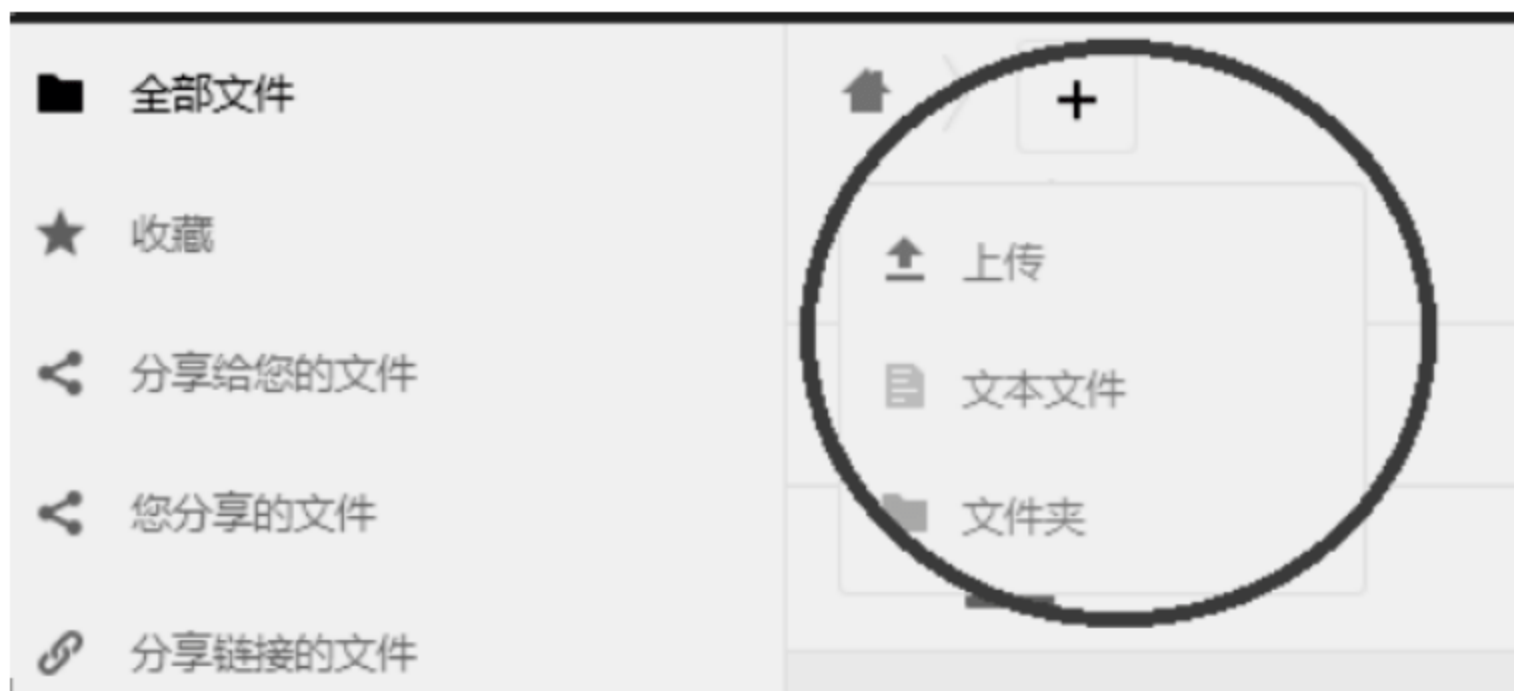 全部文件
收藏
分享给您的文件
您分享的文件
分享链接的文件
+
上传
文本文件
文件夹